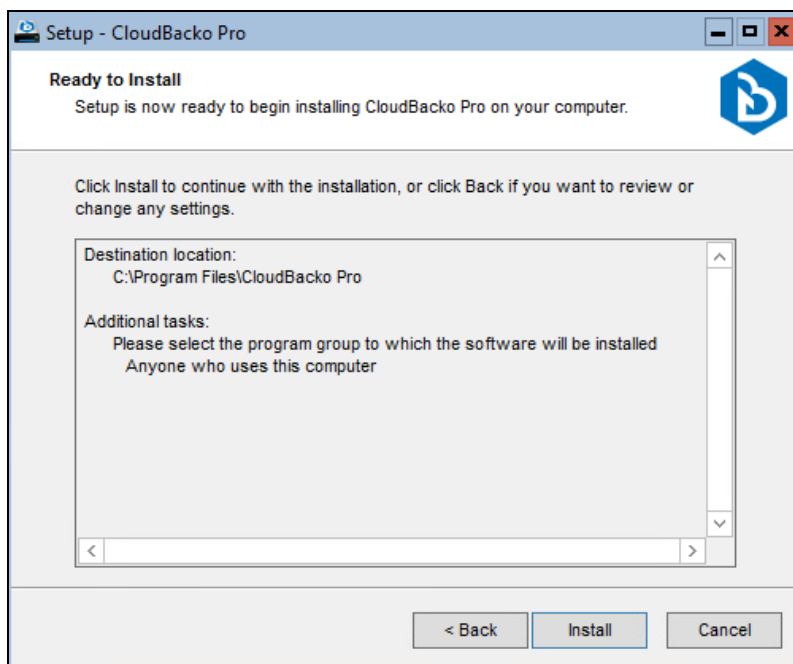 Setup - CloudBacko Pro
Ready to Install
Setup is now ready to begin installing CloudBacko Pro on your computer.
Click Install to continue with the installation, or click Back if you want to review or
change any settings.
Destination location:
C:\Program Files\CloudBacko Pro
Additional tasks:
Please select the program group to which the software will be installed
Anyone who uses this computer
< Back
Install
Cancel